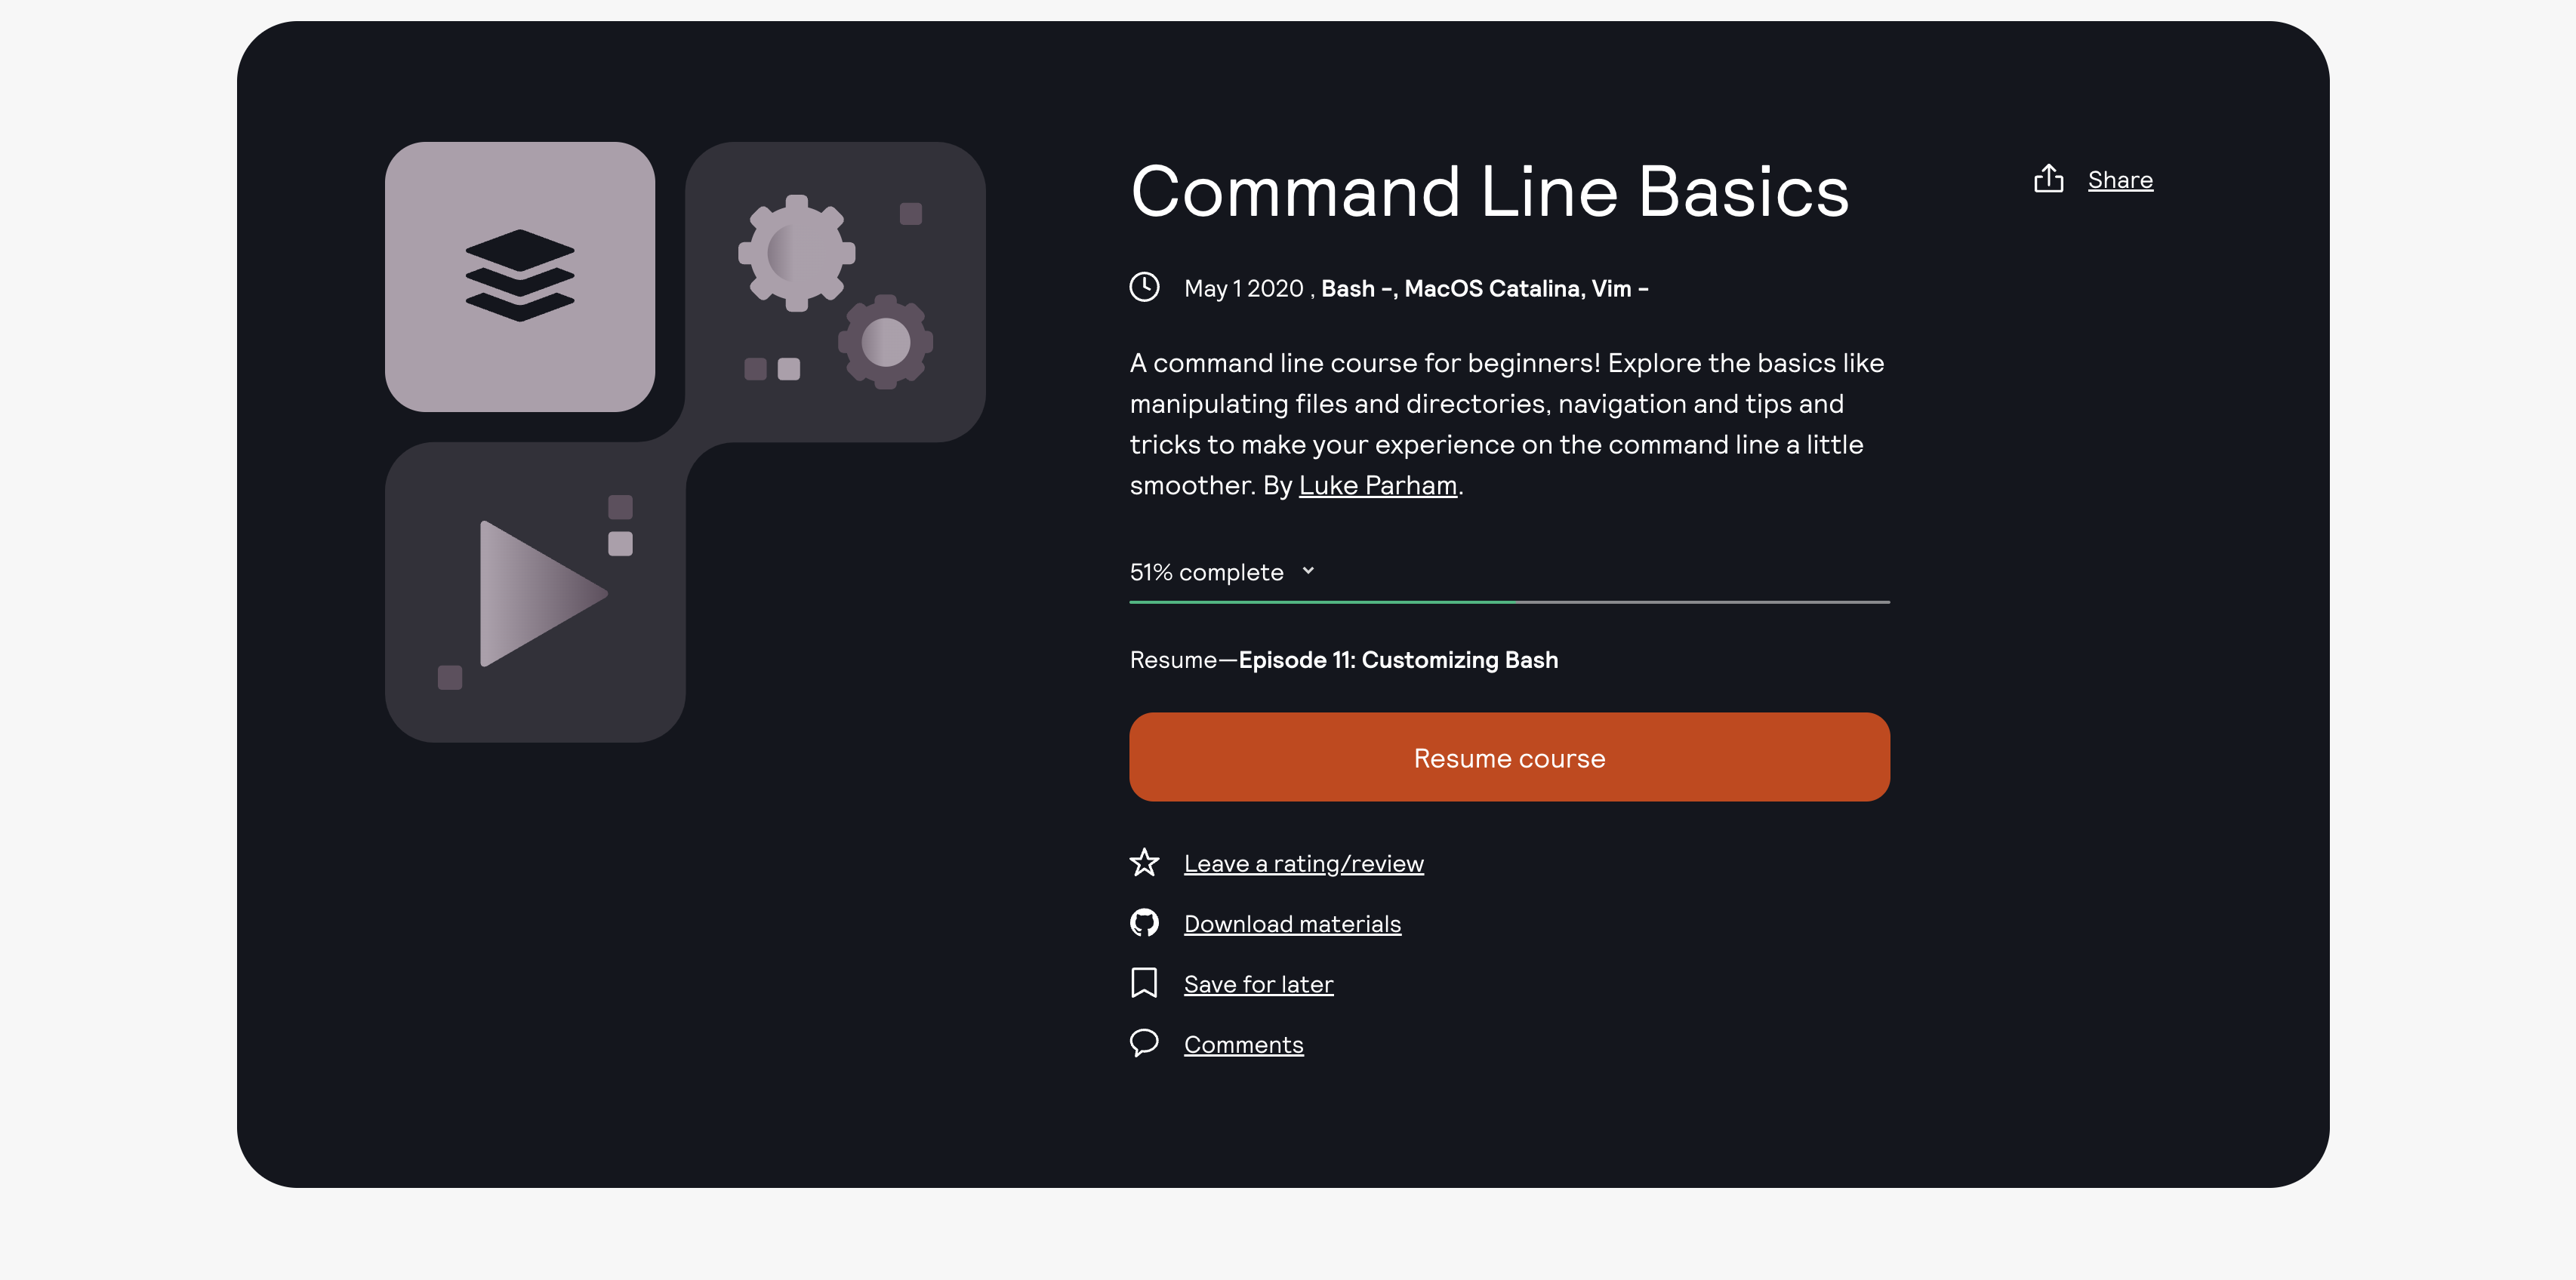 Command Line Basics
Share
May 1 2020 , Bash -, MacOS Catalina, Vim -
A command line course for beginners! Explore the basics like
manipulating files and directories, navigation and tips and
tricks to make your experience on the command line a little
smoother. By Luke Parham.
51% complete
Resume—Episode 11: Customizing Bash
Resume course
Leave a rating/review
Download materials
Save for later
Comments